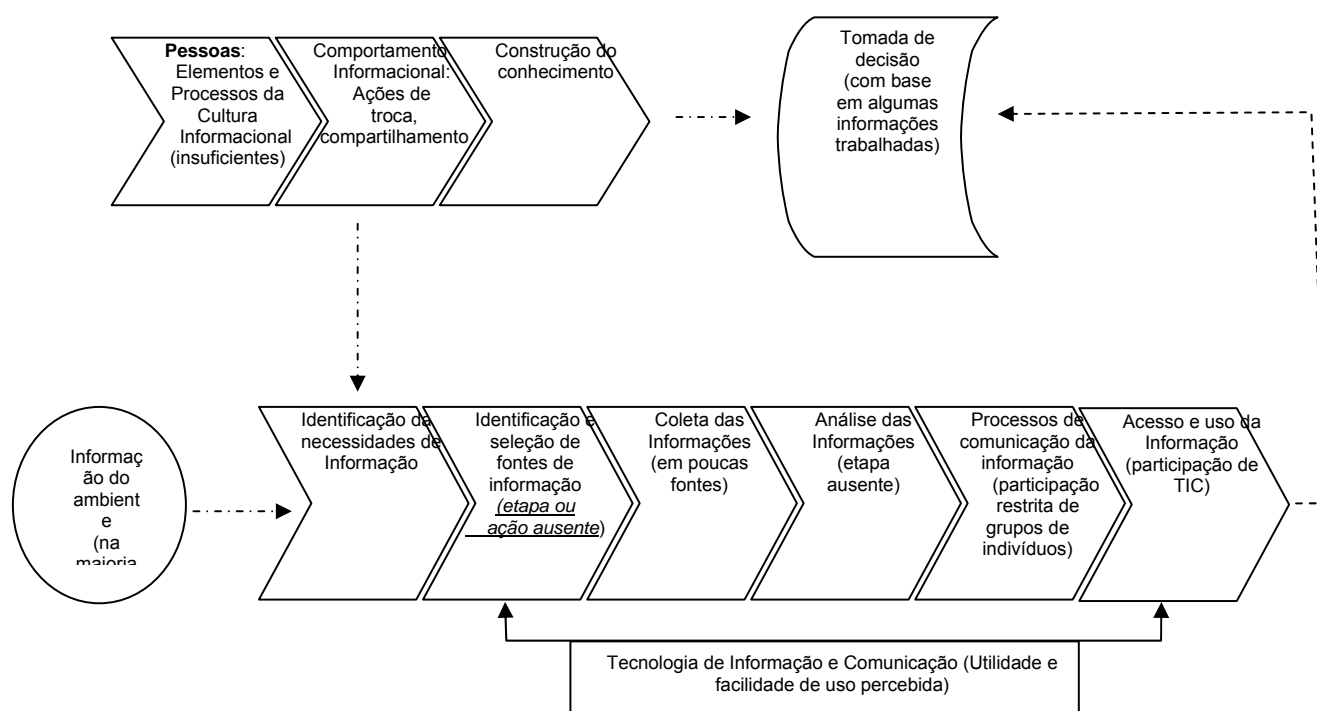 Pessoas:
Elementos e
Processos da
Cultura
Informacional
(insuficientes)
Comportamento
Informacional:
Ações de
troca,
compartilhamento
Construção do
conhecimento
Tomada de
decisão
(com base
em algumas
informações
trabalhadas)
Informaç
ão do
ambient
e
(na
maioria
Identificação da
necessidades de
Informação
Identificação e
seleção de
fontes de
informação
(etapa ou
ação ausente)
Coleta das
Informações
(em poucas
fontes)
Análise das
Informações
(etapa
ausente)
Processos de
comunicação da
informação
(participação
restrita de
grupos de
indivíduos)
Acesso e uso da
Informação
(participação de
TIC)
Tecnologia de Informação e Comunicação (Utilidade e
facilidade de uso percebida)